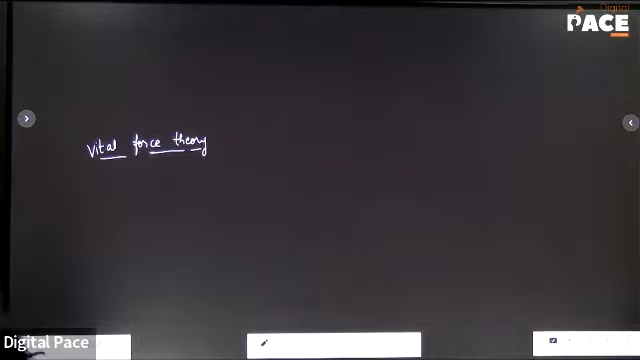 Digital
PACE
Vital force theory
Digital Pace